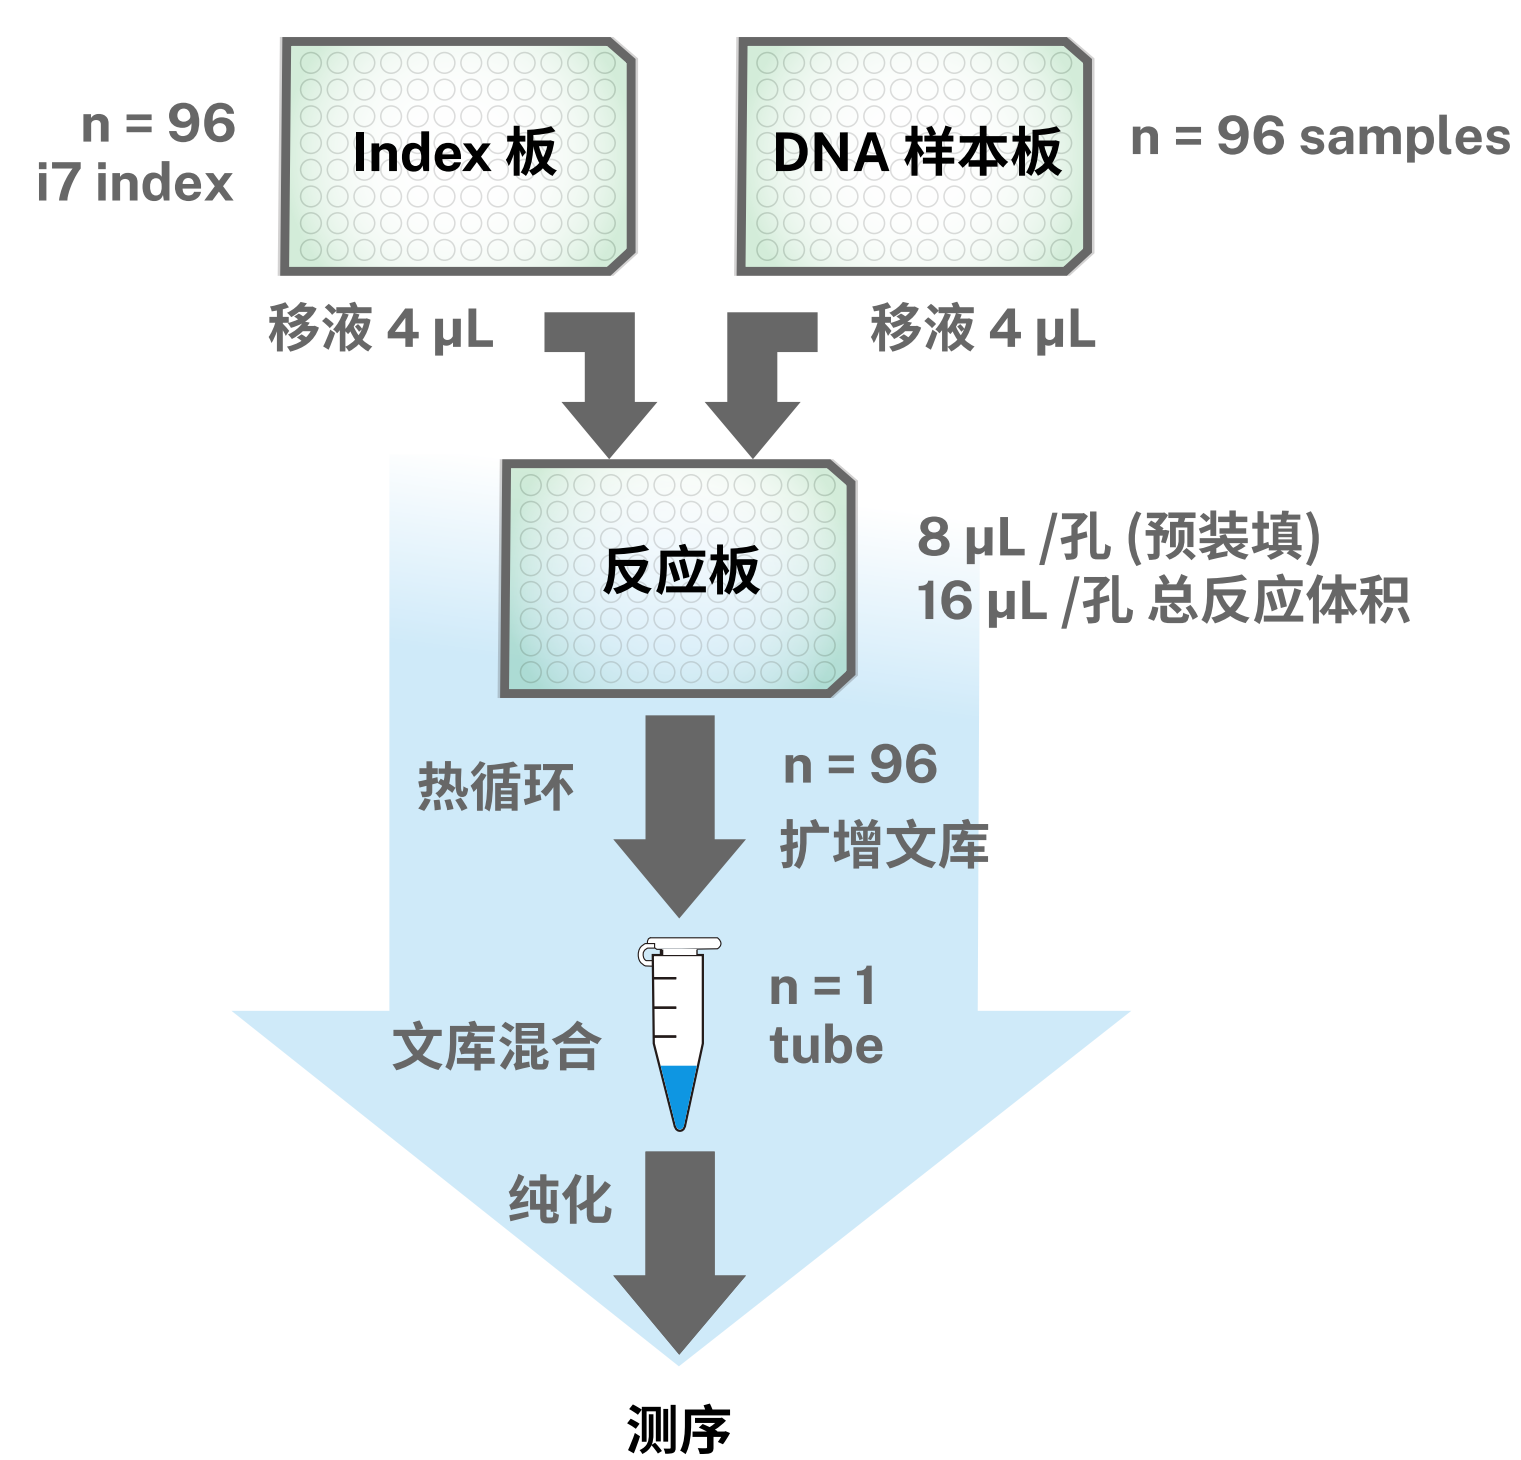 n = 96
i7 index
Index 板
DNA 样本板
n = 96 samples
移液 4 µL
移液 4 µL
反应板
8 µL /孔 (预装填)
16 µL /孔 总反应体积
热循环
n = 96
扩增文库
文库混合
n = 1
tube
纯化
测序